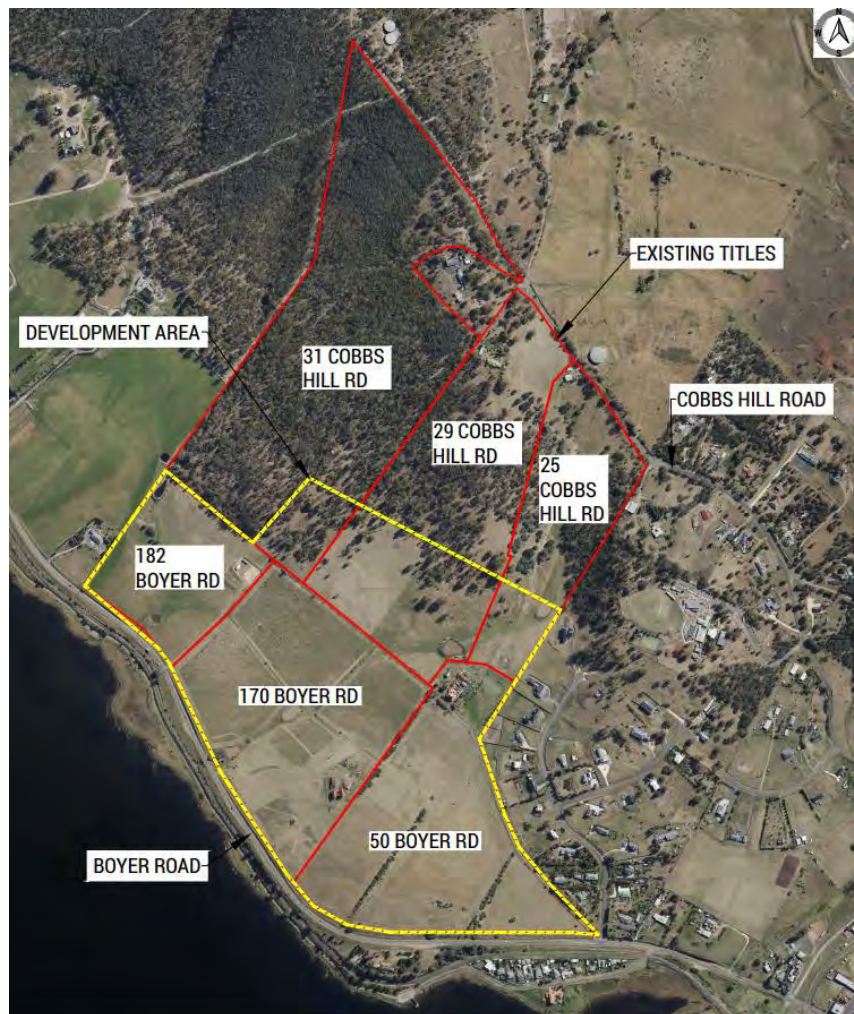 N
W
E
S
EXISTING TITLES
DEVELOPMENT AREA
31 COBBS
HILL RD
COBBS HILL ROAD
29 COBBS
HILL RD
25
COBBS
HILL RD
182
BOYER RD
170 BOYER RD
50 BOYER RD
BOYER ROAD